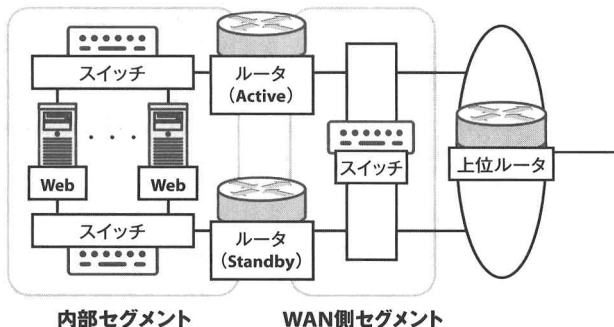 スイッチ
ルータ
(Active)
Web
Web
スイッチ
上位ルータ
スイッチ
ルータ
(Standby)
内部セグメント
WAN側セグメント